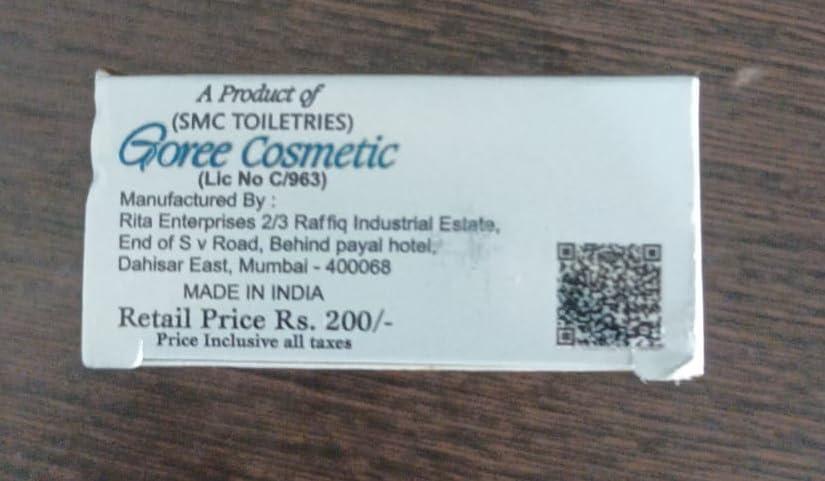 A Product of
(SMC TOILETRIES)
Goree Cosmetic
(Lic No C/963)
Manufactured By :
Rita Enterprises 2/3 Raffiq Industrial Estate,
End of S v Road, Behind payal hotel,
Dahisar East, Mumbai - 400068
MADE IN INDIA
Retail Price Rs. 200/-
Price Inclusive all taxes